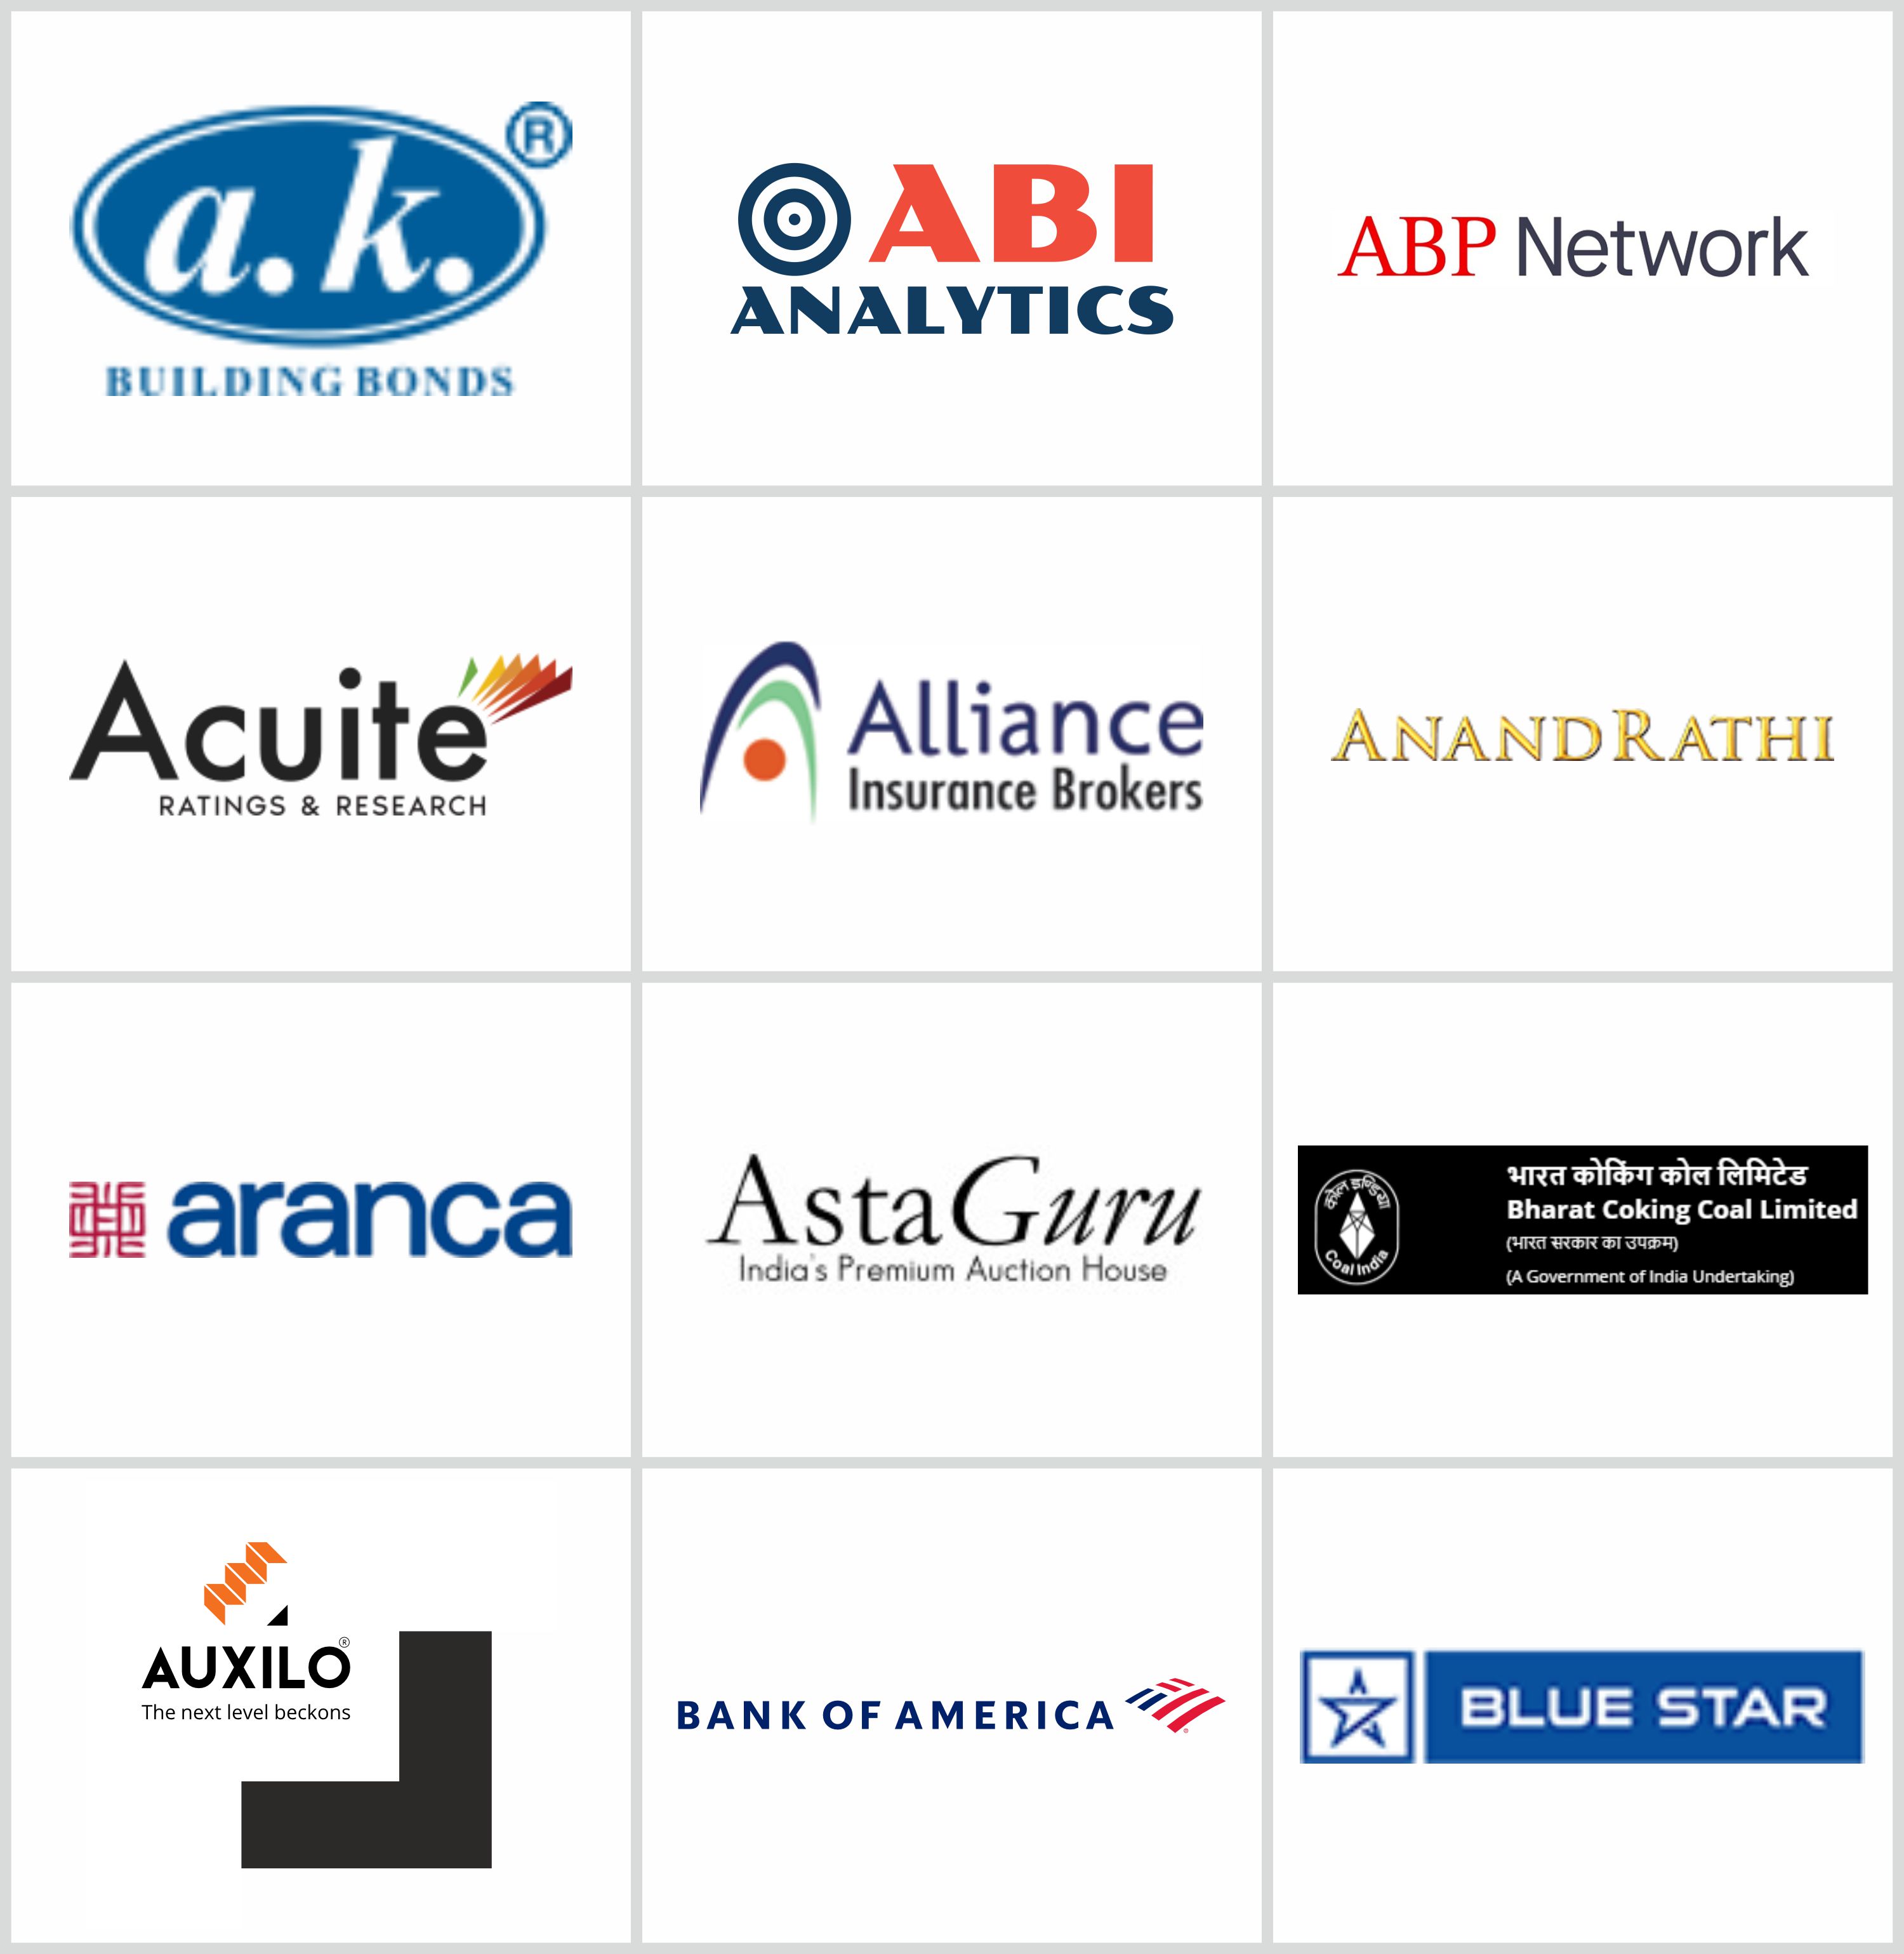 a.k.
®
BUILDING BONDS
ABI
ANALYTICS
ABP Network
Acuite
RATINGS & RESEARCH
Alliance
Insurance Brokers
ANANDRATHI
aranca
AstaGuru
India's Premium Auction House
कोल इण्डिया
Coal India
भारत कोकिंग कोल लिमिटेड
Bharat Coking Coal Limited
(भारत सरकार का उपक्रम)
(A Government of India Undertaking)
AUXILO®
The next level beckons
BANK OF AMERICA
BLUE STAR